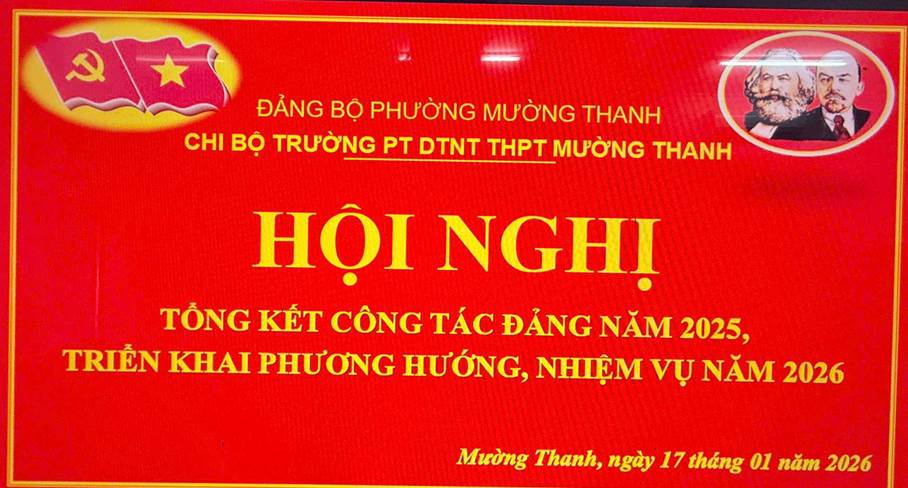 ĐẢNG BỘ PHƯỜNG MƯỜNG THANH
CHI BỘ TRƯỜNG PT DTNT THPT MƯỜNG THANH
HỘI NGHỊ
TỔNG KẾT CÔNG TÁC ĐẢNG NĂM 2025,
TRIỂN KHAI PHƯƠNG HƯỚNG, NHIỆM VỤ NĂM 2026
Mường Thanh, ngày 17 tháng 01 năm 2026